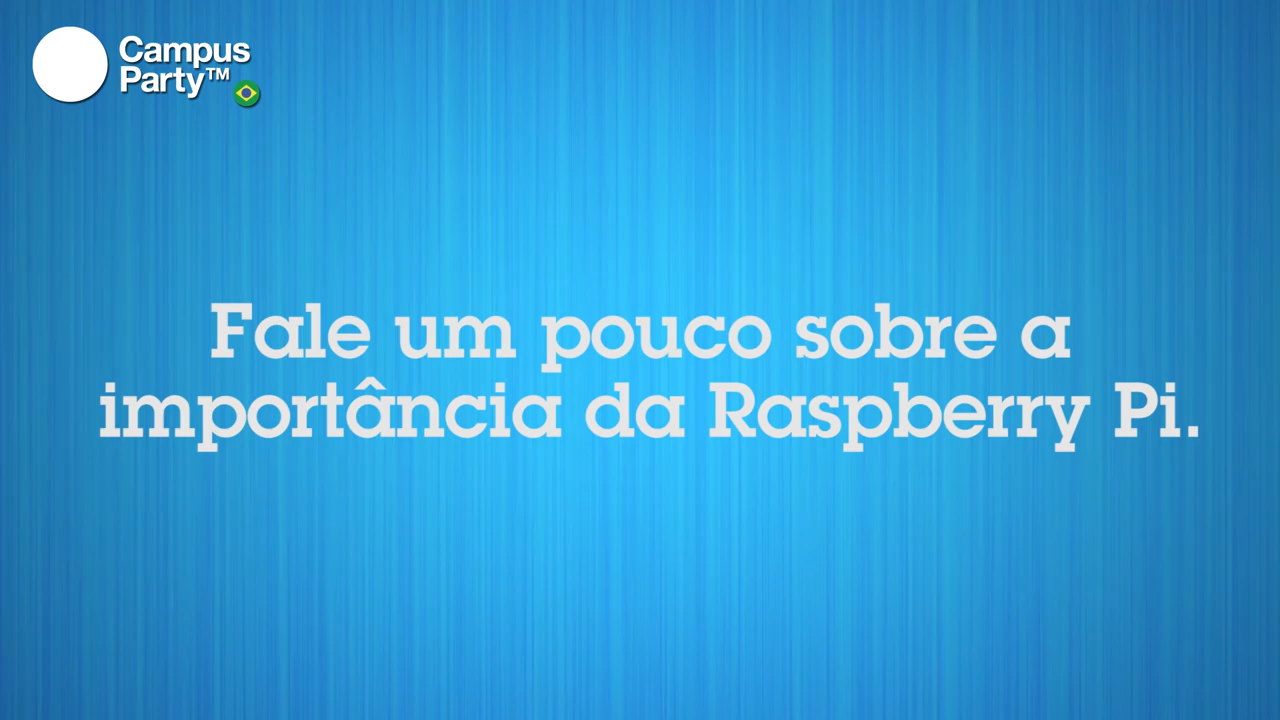 Campus
Party™
Fale um pouco sobre a
importância da Raspberry Pi.